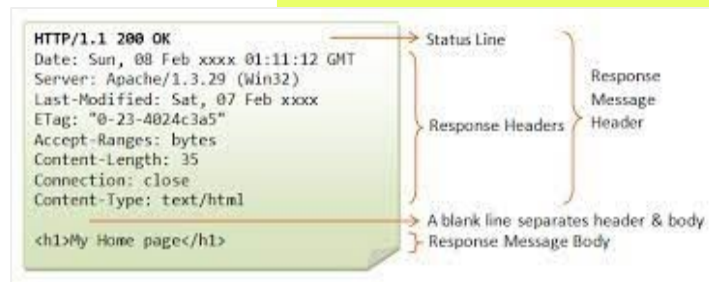 HTTP/1.1 200 OK
Date: Sun, 08 Feb xxxx 01:11:12 GMT
Server: Apache/1.3.29 (Win32)
Last-Modified: Sat, 07 Feb xxxx
ETag: "0-23-4024c3a5"
Accept-Ranges: bytes
Content-Length: 35
Connection: close
Content-Type: text/html
<h1>My Home page</h1>
Status Line
Response Headers
Response
Message
Header
A blank line separates header & body
Response Message Body